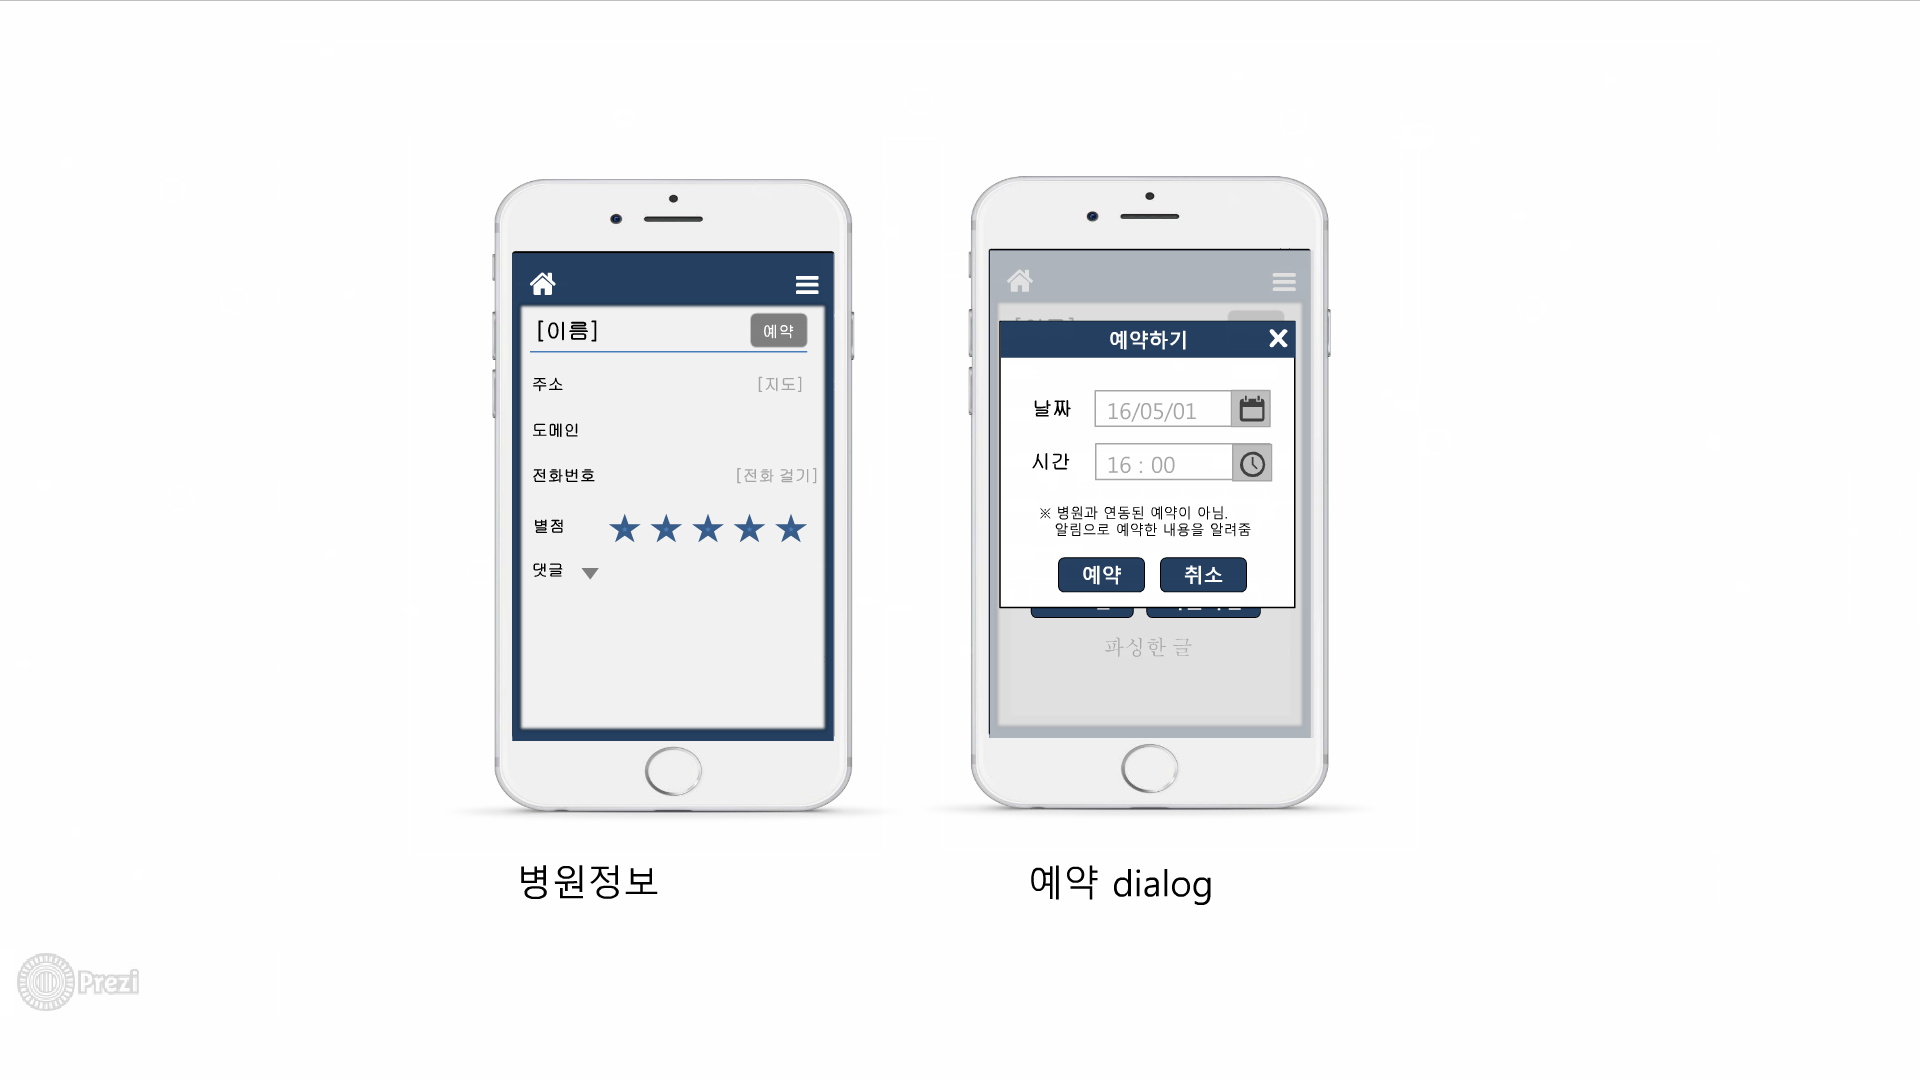 [이름]
예약
주소
[지도]
도메인
전화번호
[전화 걸기]
별점
댓글
예약하기
날짜
16/05/01
시간
16 : 00
※ 병원과 연동된 예약이 아님.
알림으로 예약한 내용을 알려줌
예약
취소
파싱한 글
병원정보
예약 dialog
Prezi